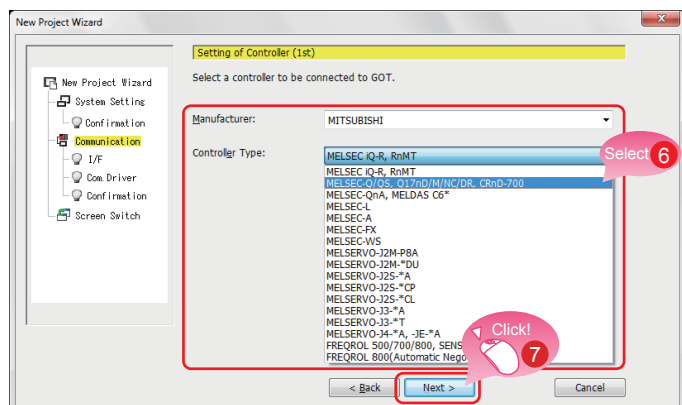 New Project Wizard
x
Setting of Controller (1st)
Select a controller to be connected to GOT.
New Project Wizard
System Setting
Confirmation
Communication
I/F
Com. Driver
Confirmation
Screen Switch
Manufacturer:
MITSUBISHI
Controller Type:
MELSEC iQ-R, RnMT
Select 6
MELSEC iQ-R, RnMT
MELSEC-Q/QS, Q17nD/M/NC/DR, CRnD-700
MELSEC-QnA, MELDAS C6*
MELSEC-L
MELSEC-A
MELSEC-FX
MELSEC-WS
MELSERVO-J2M-P8A
MELSERVO-J2M-*DU
MELSERVO-J2S-*A
MELSERVO-J2S-*CP
MELSERVO-J2S-*CL
MELSERVO-J3-*A
MELSERVO-J3-*T
MELSERVO-J4-*A, -JE-*A
FREQROL 500/700/800, SENS
FREQROL 800(Automatic Nego
Click!
7
< Back
Next >
Cancel